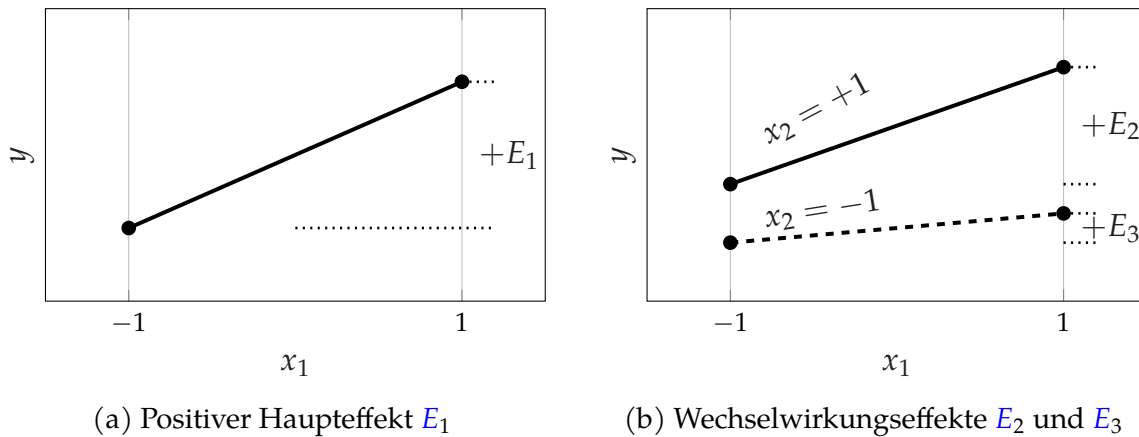 y
+E₁
−1
1
x₁
(a) Positiver Haupteffekt E₁
y
x₂ = +1
x₂ = −1
+E₂
+E₃
−1
1
x₁
(b) Wechselwirkungseffekte E₂ und E₃